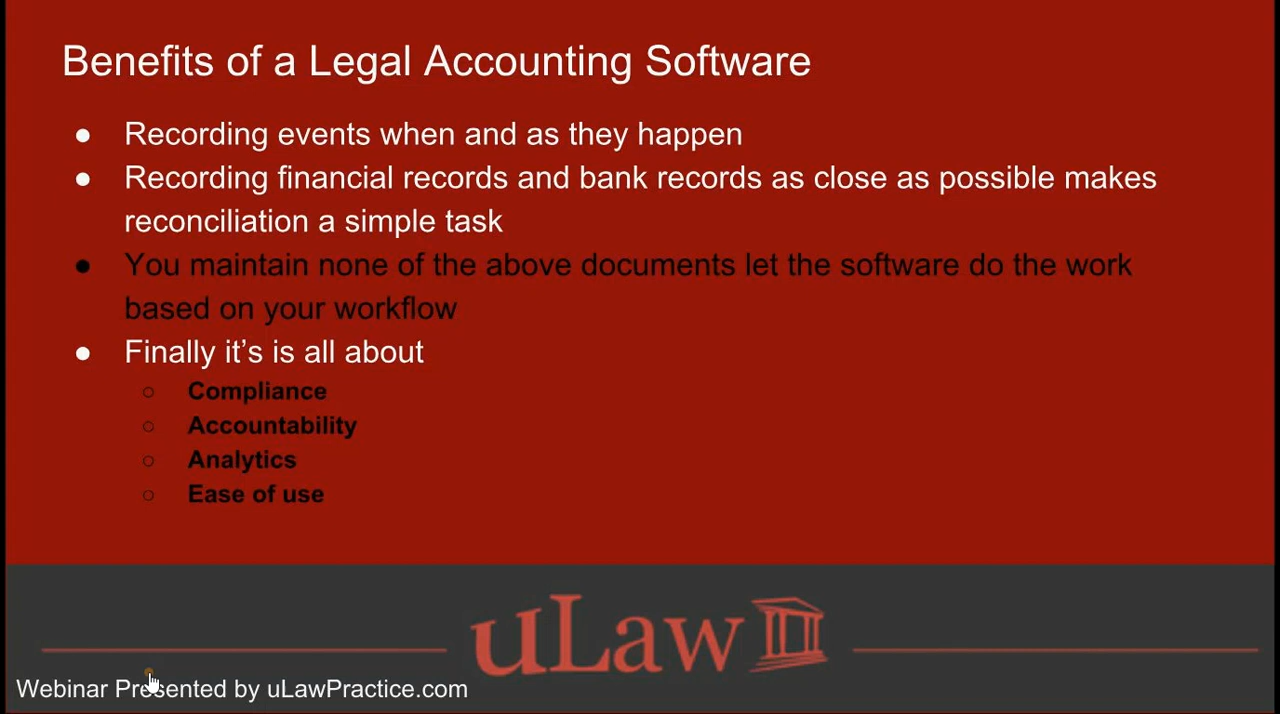 Benefits of a Legal Accounting Software
● Recording events when and as they happen
● Recording financial records and bank records as close as possible makes
reconciliation a simple task
● You maintain none of the above documents let the software do the work
based on your workflow
● Finally it’s is all about
○ Compliance
○ Accountability
○ Analytics
○ Ease of use
uLaw
Webinar Presented by uLawPractice.com